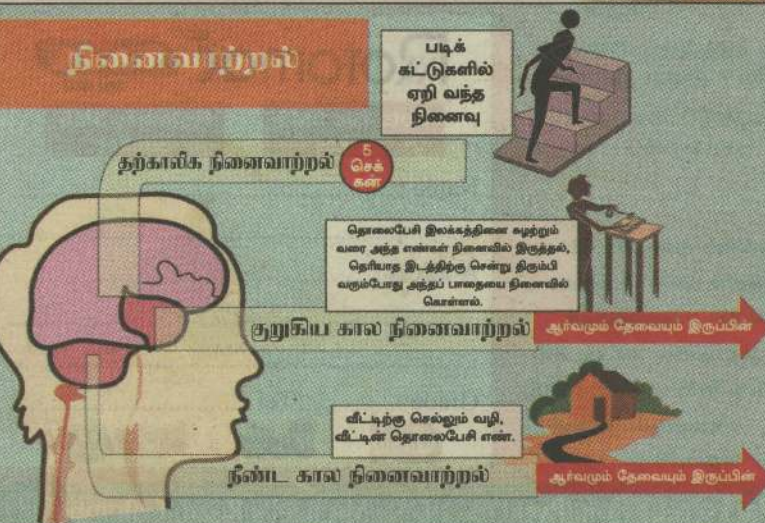 நினைவாற்றல்
படிக்
கட்டுகளில்
ஏறி வந்த
நினைவு
தற்காலிக நினைவாற்றல்
5
செக்
கன்
தொலைபேசி இலக்கத்தினை சுழற்றும்
வரை அந்த எண்கள் நினைவில் இருத்தல்,
தெரியாத இடத்திற்கு சென்று திரும்பி
வரும்போது அந்தப் பாதையை நினைவில்
கொள்ளல்.
குறுகிய கால நினைவாற்றல்
ஆர்வமும் தேவையும் இருப்பின்
வீட்டிற்கு செல்லும் வழி,
வீட்டின் தொலைபேசி எண்.
நீண்ட கால நினைவாற்றல்
ஆர்வமும் தேவையும் இருப்பின்